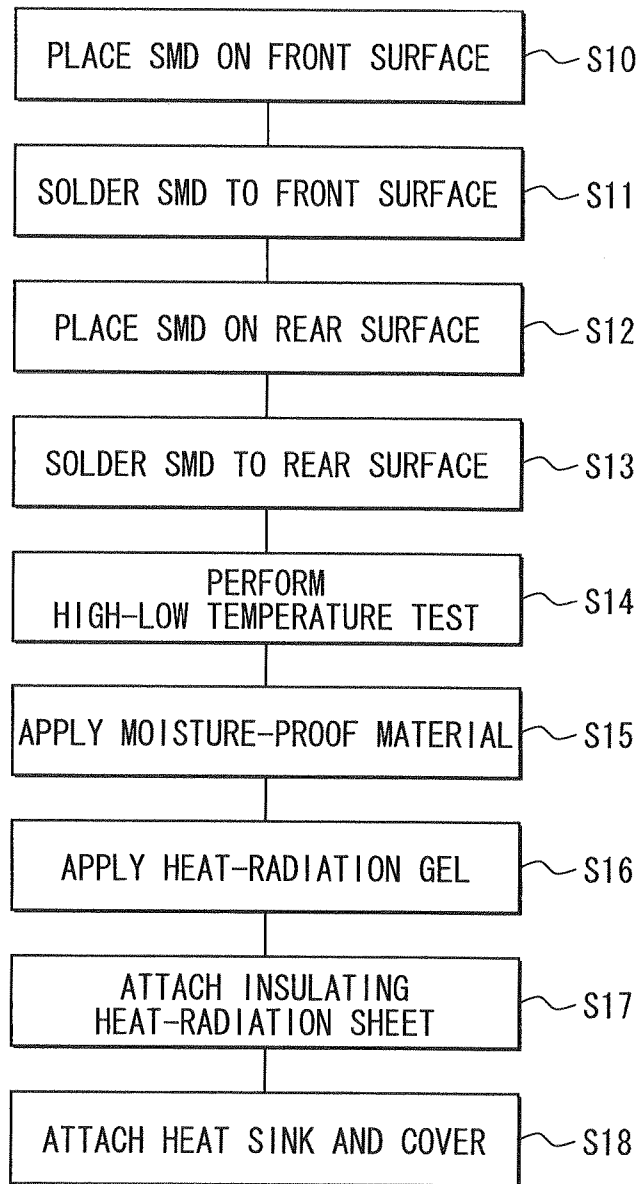 PLACE SMD ON FRONT SURFACE S10
SOLDER SMD TO FRONT SURFACE S11
PLACE SMD ON REAR SURFACE S12
SOLDER SMD TO REAR SURFACE S13
PERFORM
HIGH-LOW TEMPERATURE TEST S14
APPLY MOISTURE-PROOF MATERIAL S15
APPLY HEAT-RADIATION GEL S16
ATTACH INSULATING
HEAT-RADIATION SHEET S17
ATTACH HEAT SINK AND COVER S18